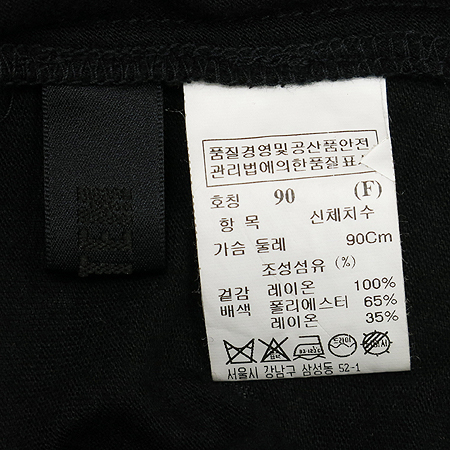 품질경영및공산품안전
관리법에의한품질표시
호칭 90 (F)
항 목 신체치수
가슴 둘레 90Cm
조성섬유 (%)
겉감 레이온 100%
배색 폴리에스터 65%
레이온 35%
서울시 강남구 삼성동 52-1